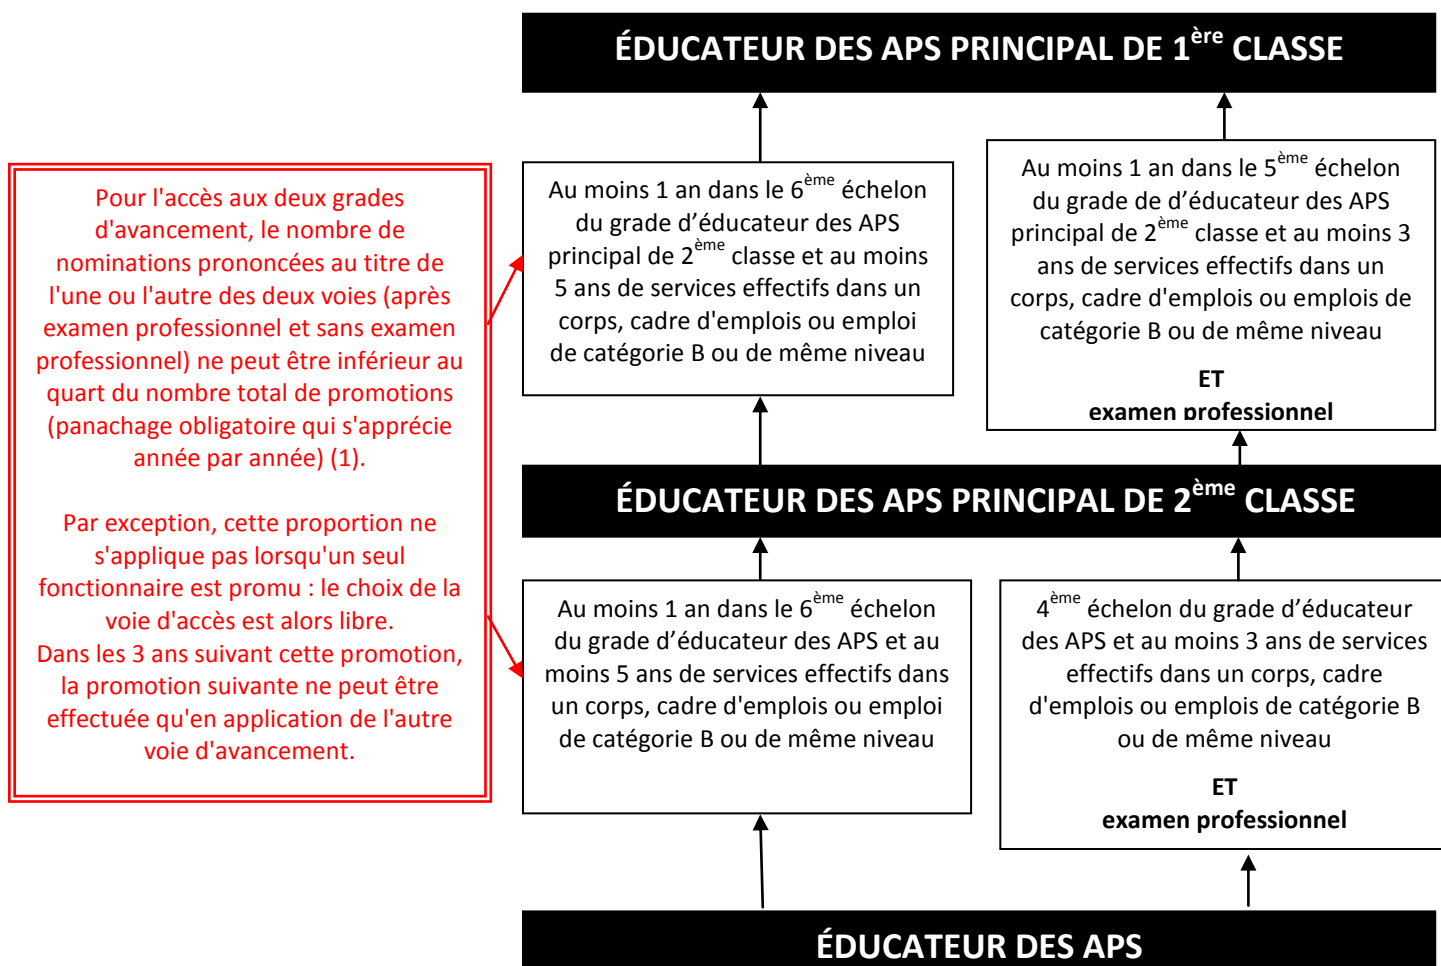 ÉDUCATEUR DES APS PRINCIPAL DE 1ère CLASSE
Pour l'accès aux deux grades
d'avancement, le nombre de
nominations prononcées au titre de
l'une ou l'autre des deux voies (après
examen professionnel et sans examen
professionnel) ne peut être inférieur au
quart du nombre total de promotions
(panachage obligatoire qui s'apprécie
année par année) (1).
Par exception, cette proportion ne
s'applique pas lorsqu'un seul
fonctionnaire est promu : le choix de la
voie d'accès est alors libre.
Dans les 3 ans suivant cette promotion,
la promotion suivante ne peut être
effectuée qu'en application de l'autre
voie d'avancement.
Au moins 1 an dans le 6ème échelon
du grade d’éducateur des APS
principal de 2ème classe et au moins
5 ans de services effectifs dans un
corps, cadre d'emplois ou emploi
de catégorie B ou de même niveau
Au moins 1 an dans le 5ème échelon
du grade de d’éducateur des APS
principal de 2ème classe et au moins 3
ans de services effectifs dans un
corps, cadre d'emplois ou emplois de
catégorie B ou de même niveau
ET
examen professionnel
ÉDUCATEUR DES APS PRINCIPAL DE 2ème CLASSE
Au moins 1 an dans le 6ème échelon
du grade d’éducateur des APS et au
moins 5 ans de services effectifs dans
un corps, cadre d'emplois ou emploi
de catégorie B ou de même niveau
4ème échelon du grade d’éducateur
des APS et au moins 3 ans de services
effectifs dans un corps, cadre
d'emplois ou emplois de catégorie B
ou de même niveau
ET
examen professionnel
ÉDUCATEUR DES APS